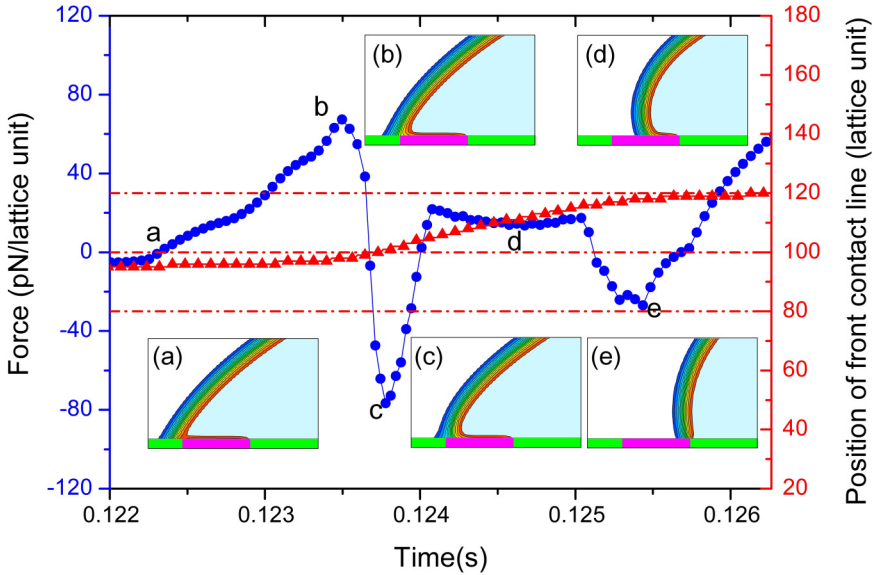 120
80
40
0
-40
-80
-120
Force (pN/lattice unit)
180
160
140
120
100
80
60
40
20
Position of front contact line (lattice unit)
0.122
0.123
0.124
0.125
0.126
Time(s)
a
b
c
d
e
(b)
(d)
(a)
(c)
(e)